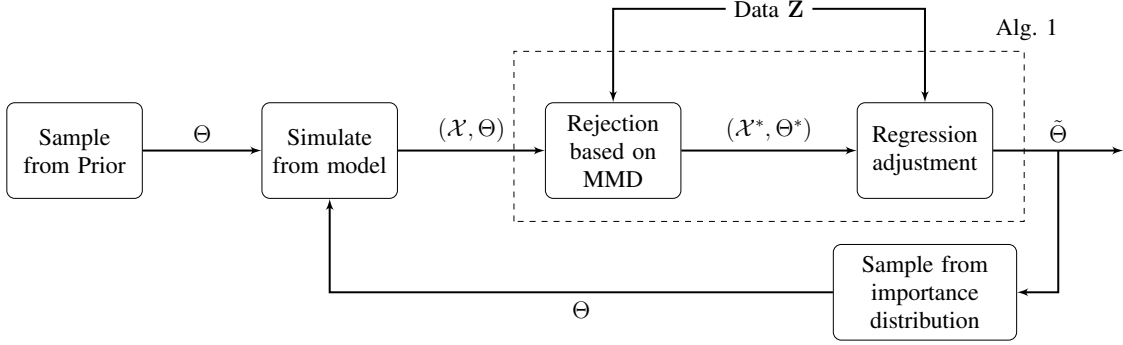 Data Z
Alg. 1
Sample
from Prior
Θ
Simulate
from model
(𝒳, Θ)
Rejection
based on
MMD
(𝒳*, Θ*)
Regression
adjustment
Θ̃
Sample from
importance
distribution
Θ